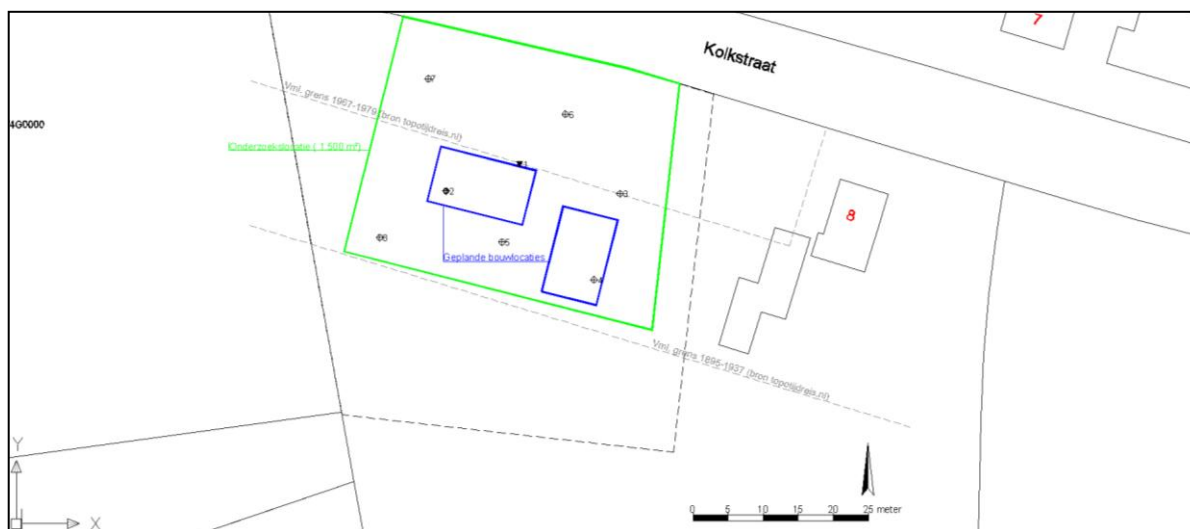 7
Kolkstraat
7
Vml. grens 1967-1979 (bron topotijdreis.nl)
6
4G0000
Onderzoekslocatie ( 1.500 m²)
1
2
3
8
6
5
Geplande bouwlocaties
4
Vml. grens 1895-1937 (bron topotijdreis.nl)
Y
X
0 5 10 15 20 25 meter